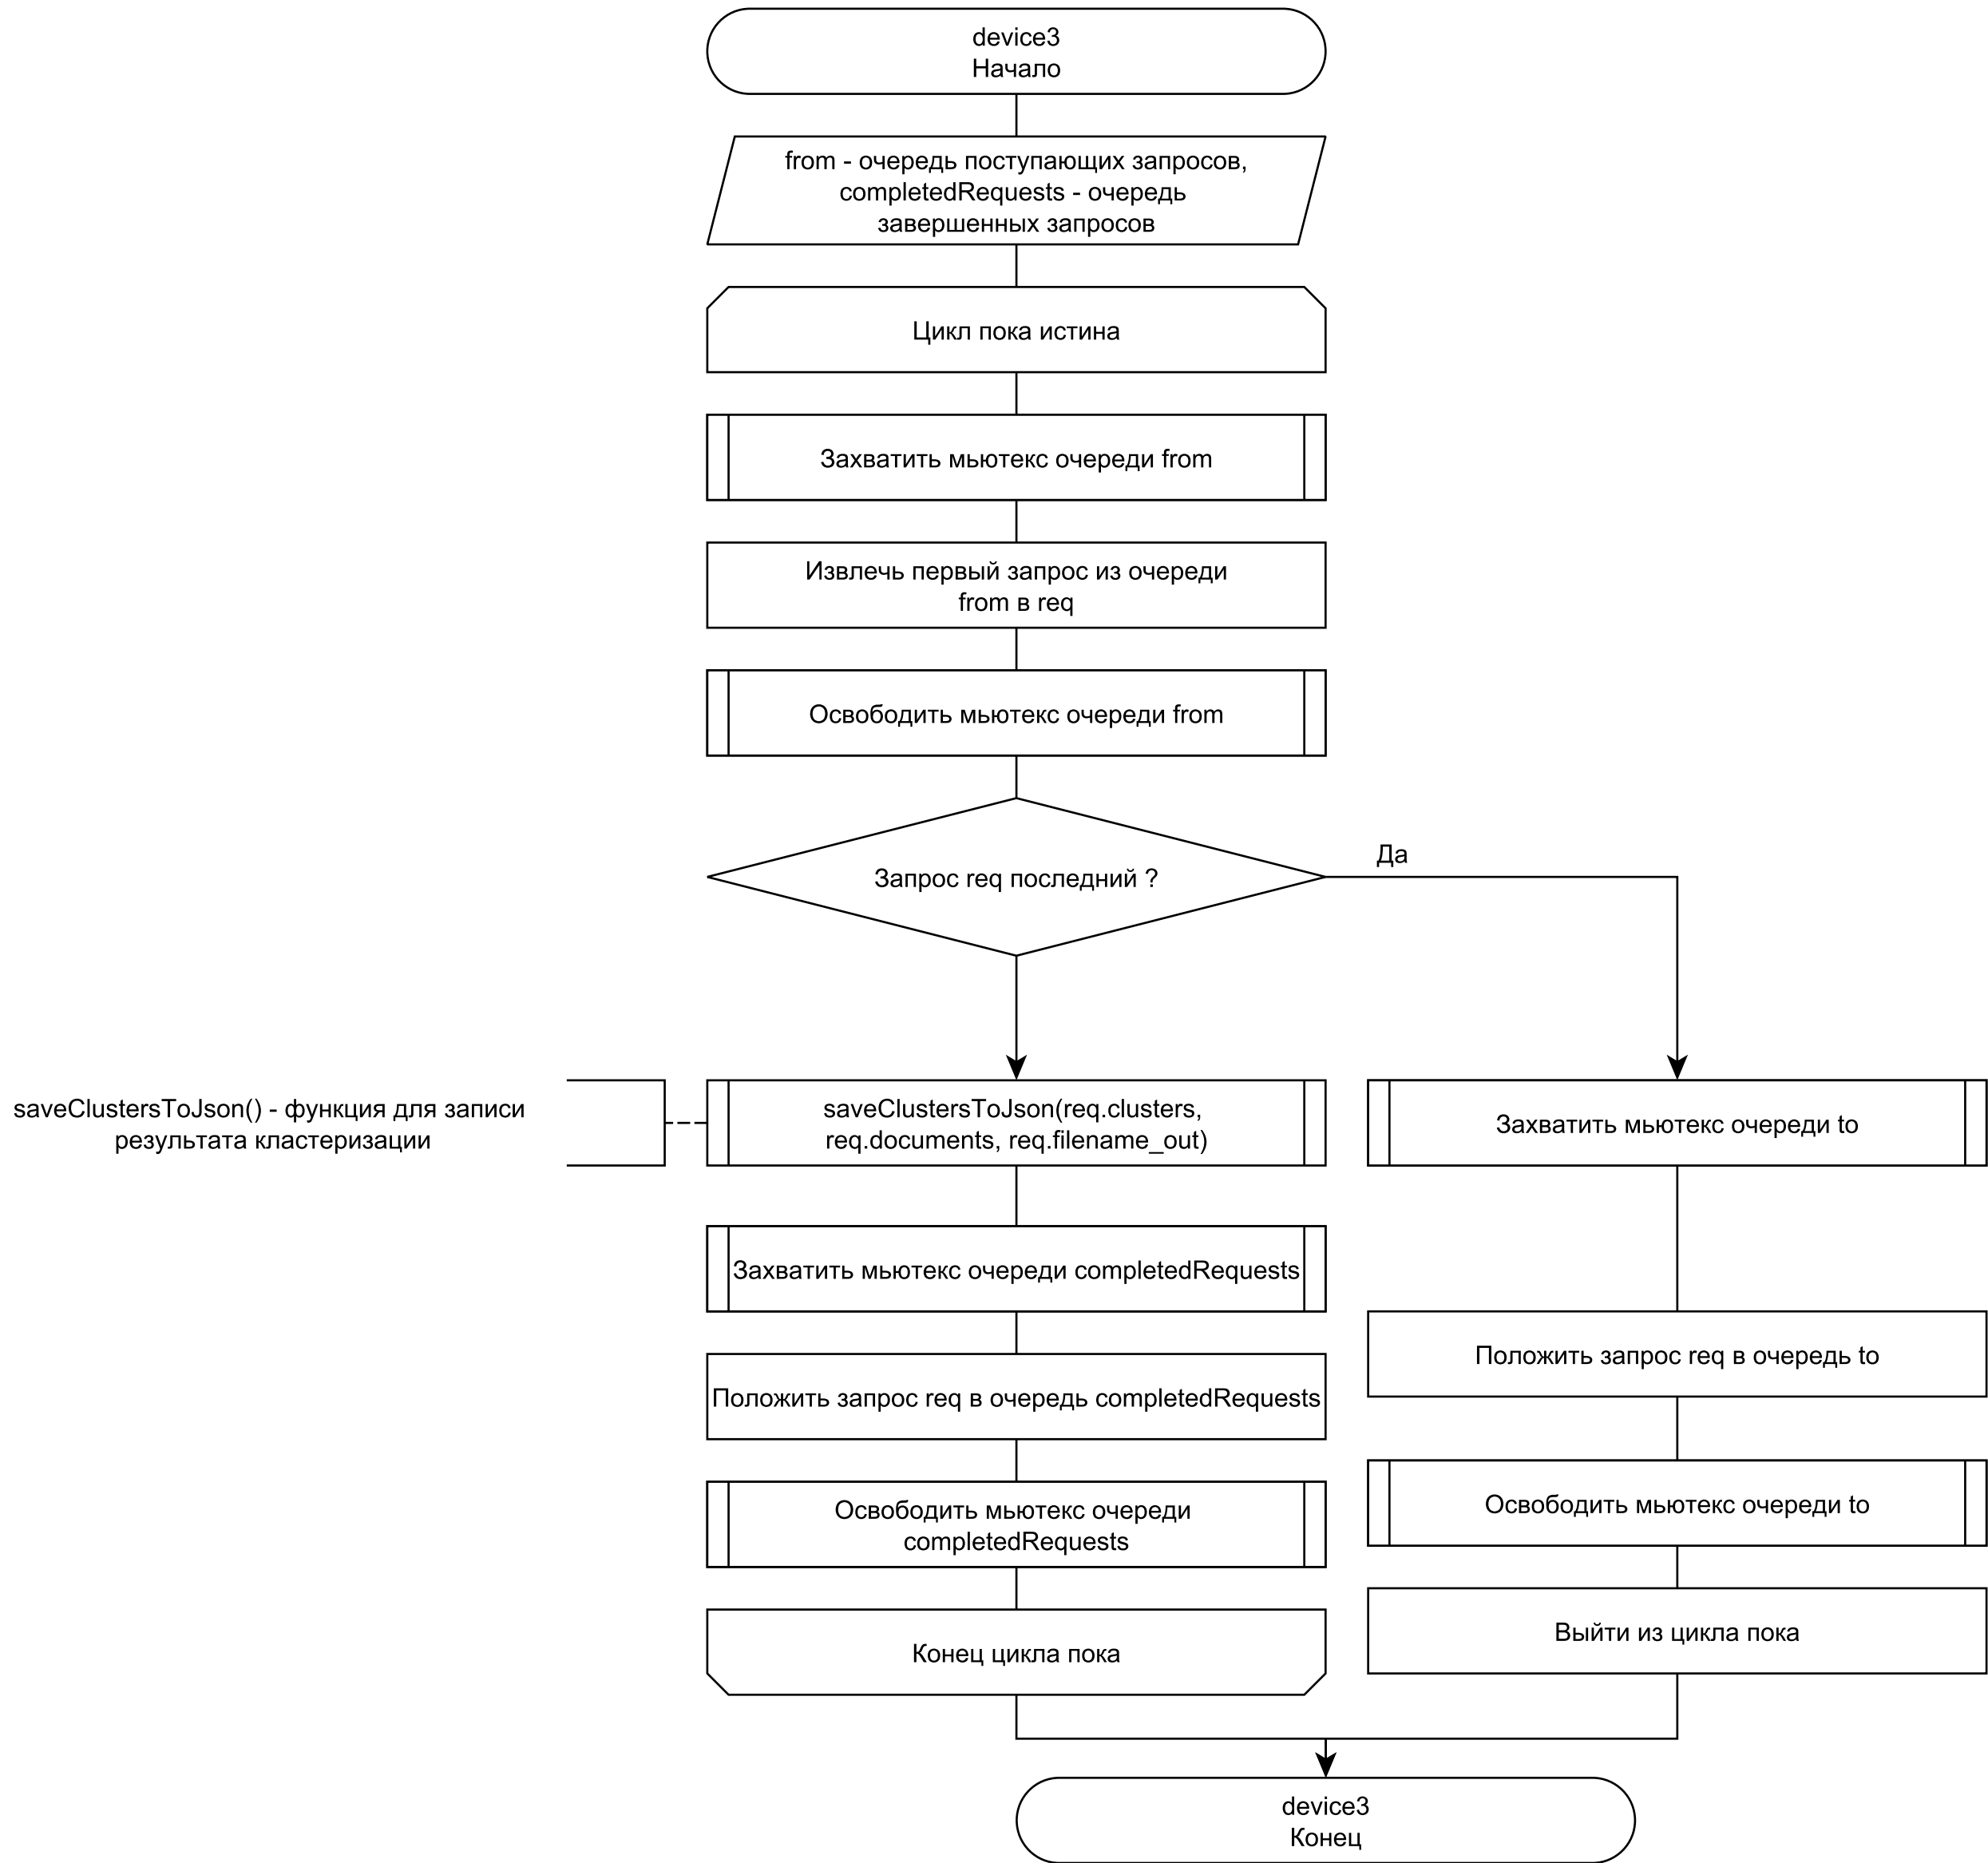 device3
Начало
from - очередь поступающих запросов,
completedRequests - очередь
завершенных запросов
Цикл пока истина
Захватить мьютекс очереди from
Извлечь первый запрос из очереди
from в req
Освободить мьютекс очереди from
Запрос req последний ?
Да
saveClustersToJson() - функция для записи
результата кластеризации
saveClustersToJson(req.clusters,
req.documents, req.filename_out)
Захватить мьютекс очереди to
Захватить мьютекс очереди completedRequests
Положить запрос req в очередь to
Положить запрос req в очередь completedRequests
Освободить мьютекс очереди to
Освободить мьютекс очереди
completedRequests
Выйти из цикла пока
Конец цикла пока
device3
Конец